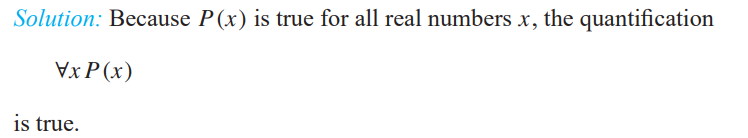 Solution: Because P(x) is true for all real numbers x, the quantification
∀x P(x)
is true.